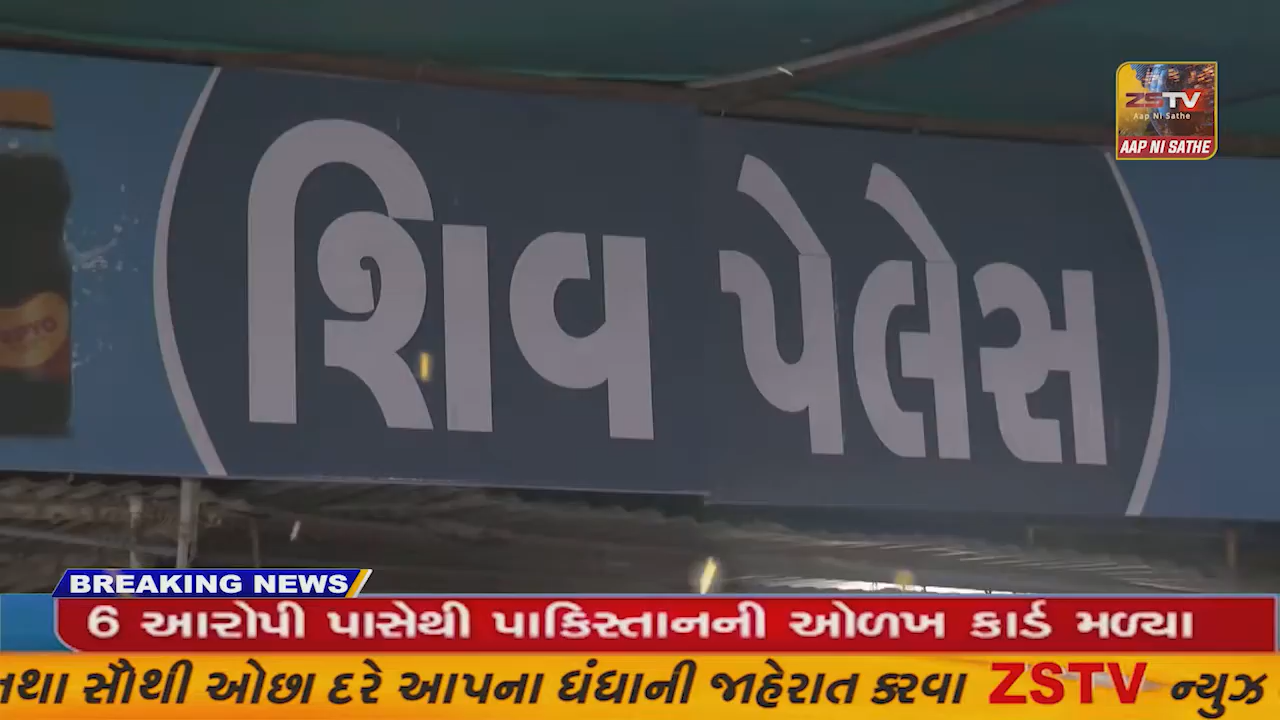 ZSTV
Aap Ni Sathe
AAP NI SATHE
શિવ પેલેસ
BREAKING NEWS
6 આરોપી પાસેથી પાકિસ્તાનની ઓળખ કાર્ડ મળ્યા
તથા સૌથી ઓછા દરે આપના ધંધાની જાહેરાત કરવા ZSTV ન્યુઝ